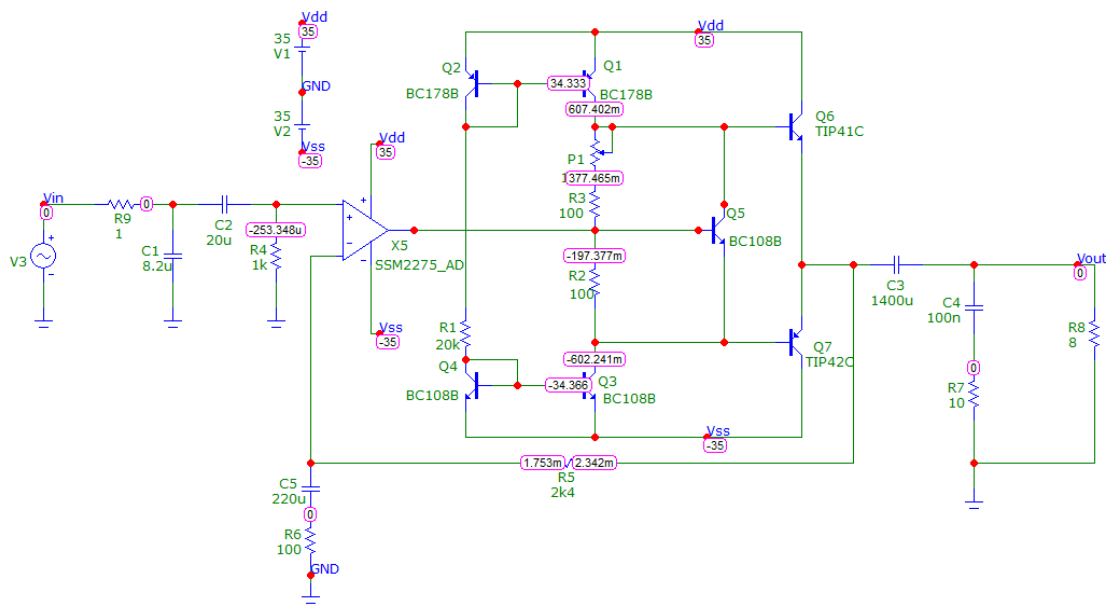 Vdd
35
35
V1
GND
35
V2
Vss
-35
Vdd
35
Q2
BC178B
34.333
Q1
BC178B
607.402m
Q6
TIP41C
Vdd
35
P1
377.465m
R3
100
Q5
BC108B
Vin
0
R9
1
0
C2
20u
-253.348u
R4
1k
C1
8.2u
V3
X5
SSM2275_AD
Vss
-35
-197.377m
R2
100
R1
20k
Q4
BC108B
-602.241m
-34.366
Q3
BC108B
Q7
TIP42C
Vss
-35
C3
1400u
C4
100n
0
R7
10
Vout
0
R8
8
1.753m
2.342m
R5
2k4
C5
220u
0
R6
100
GND